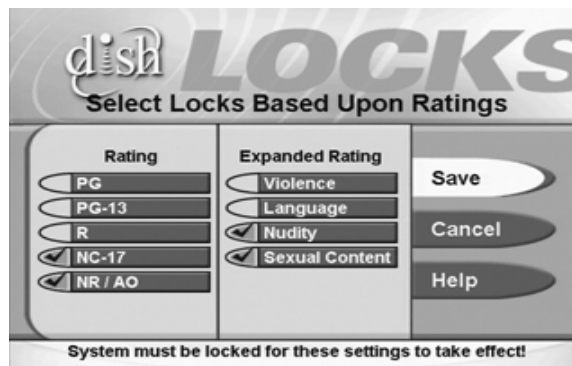 dish LOCKS
Select Locks Based Upon Ratings
Rating
PG
PG-13
R
NC-17
NR / AO
Expanded Rating
Violence
Language
Nudity
Sexual Content
Save
Cancel
Help
System must be locked for these settings to take effect!